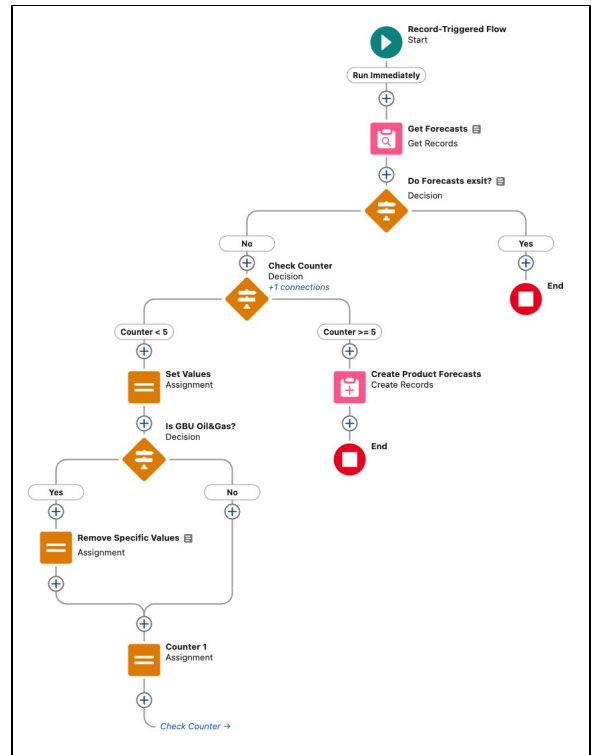 Record-Triggered Flow
Start
Run Immediately
Get Forecasts
Get Records
Do Forecasts exsit?
Decision
No
Yes
Check Counter
Decision
+1 connections
End
Counter < 5
Counter >= 5
Set Values
Assignment
Create Product Forecasts
Create Records
Is GBU Oil&Gas?
Decision
End
Yes
No
Remove Specific Values
Assignment
Counter 1
Assignment
Check Counter →